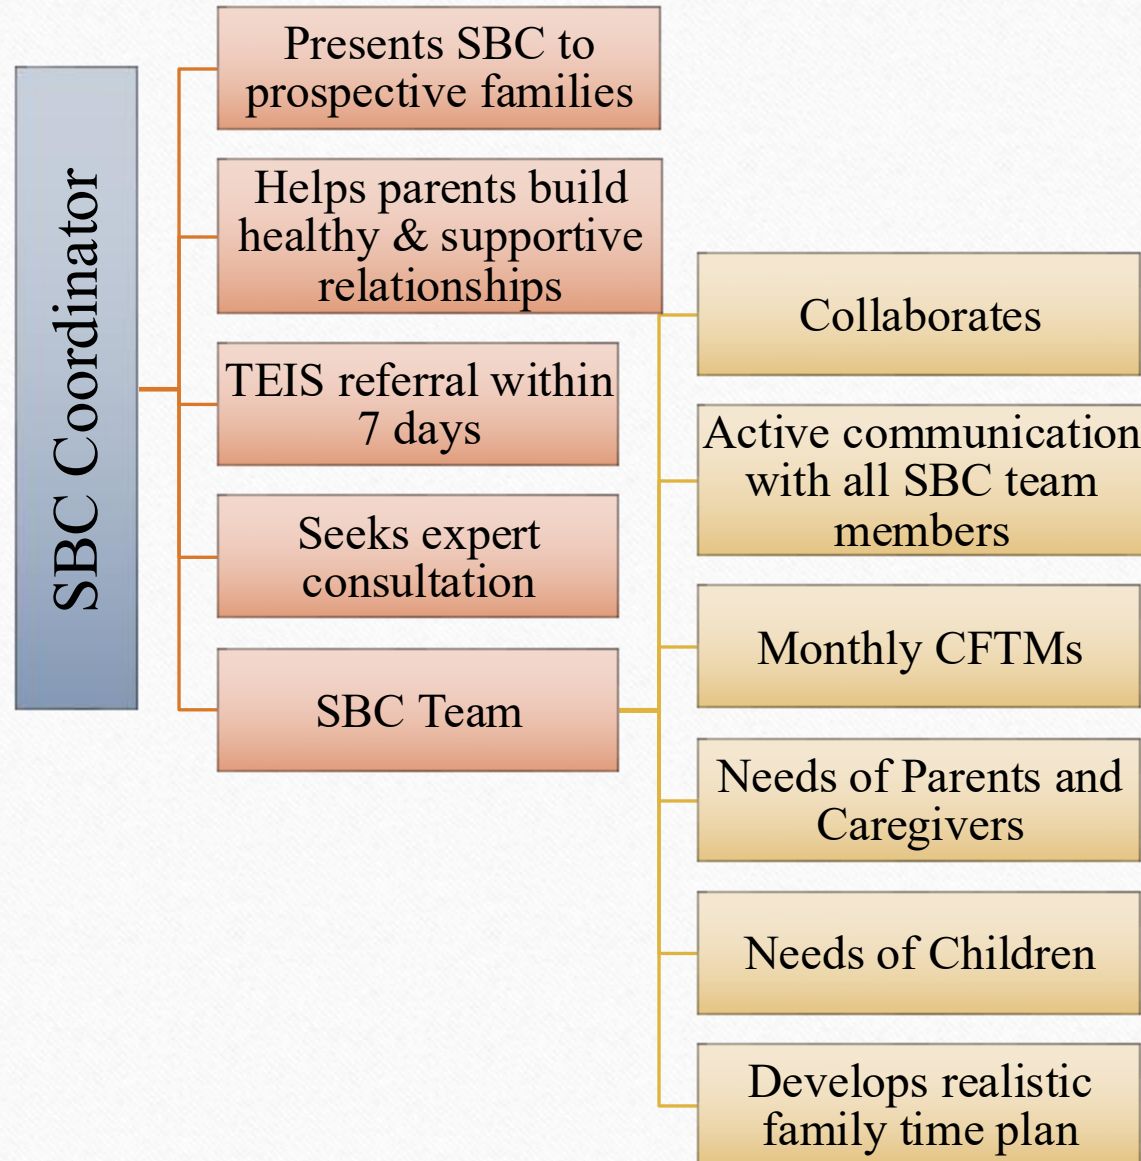 SBC Coordinator
Presents SBC to
prospective families
Helps parents build
healthy & supportive
relationships
TEIS referral within
7 days
Seeks expert
consultation
SBC Team
Collaborates
Active communication
with all SBC team
members
Monthly CFTMs
Needs of Parents and
Caregivers
Needs of Children
Develops realistic
family time plan